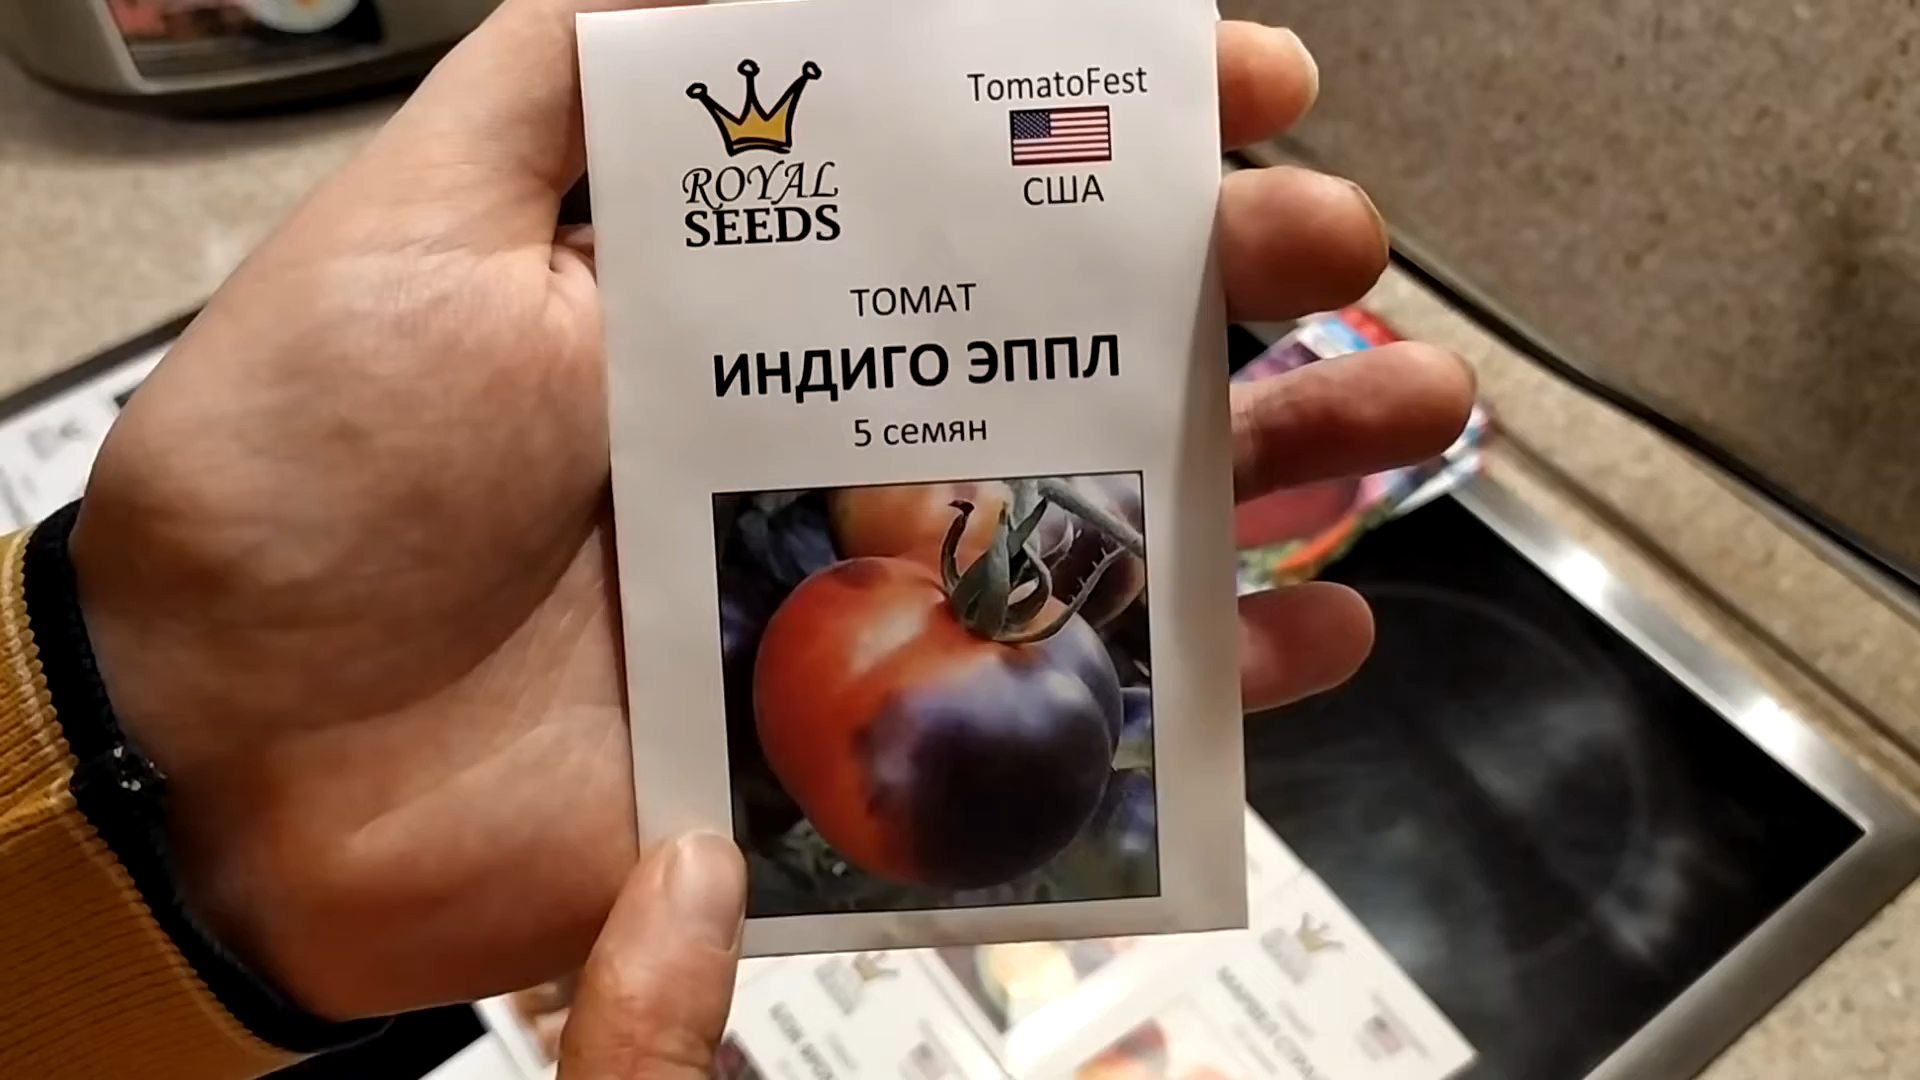 ROYAL
SEEDS
TomatoFest
США
ТОМАТ
ИНДИГО ЭППЛ
5 семян